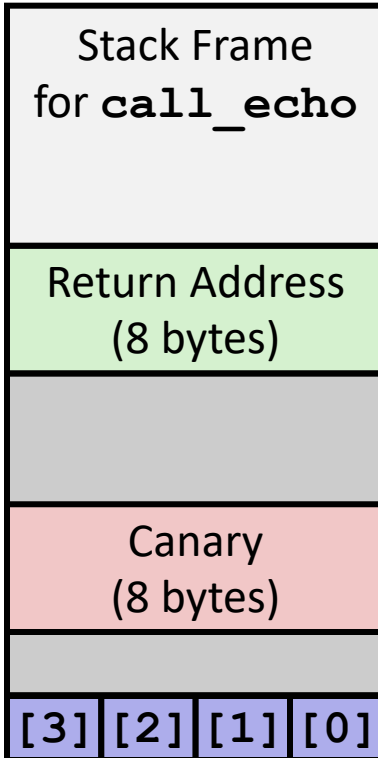 Stack Frame
for call_echo
Return Address
(8 bytes)
Canary
(8 bytes)
[3] [2] [1] [0]